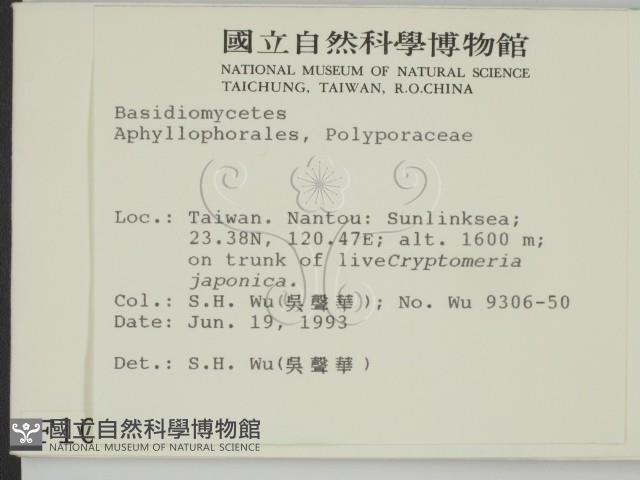 國立自然科學博物館
NATIONAL MUSEUM OF NATURAL SCIENCE
TAICHUNG, TAIWAN, R.O.CHINA
Basidiomycetes
Aphyllophorales, Polyporaceae
Loc.: Taiwan. Nantou: Sunlinksea;
23.38N, 120.47E; alt. 1600 m;
on trunk of liveCryptomeria
japonica.
Col.: S.H. Wu(吳聲華); No. Wu 9306-50
Date: Jun. 19, 1993
Det.: S.H. Wu(吳聲華)
國立自然科學博物館
NATIONAL MUSEUM OF NATURAL SCIENCE